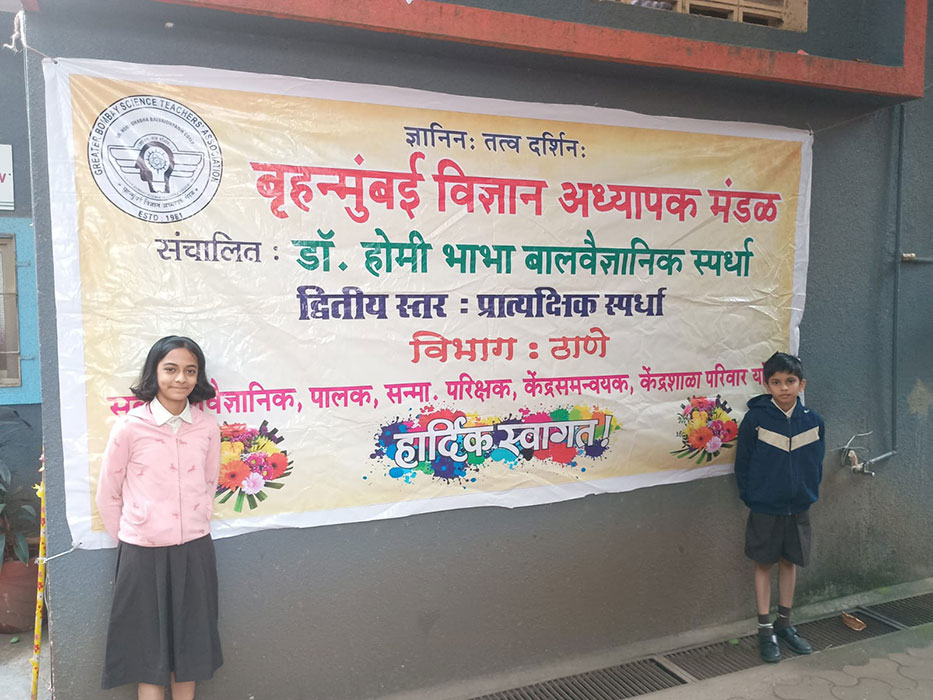 GREATER BOMBAY SCIENCE TEACHERS' ASSOCIATION
ESTD. 1981
ज्ञानिनः तत्व दर्शिनः
बृहन्मुंबई विज्ञान अध्यापक मंडळ
संचालित : डॉ. होमी भाभा बालवैज्ञानिक स्पर्धा
द्वितीय स्तर : प्रात्यक्षिक स्पर्धा
विभाग : ठाणे
पालक, सन्मा. परिक्षक, केंद्रसमन्वयक, केंद्रशाळा परिवार
हार्दिक स्वागत!